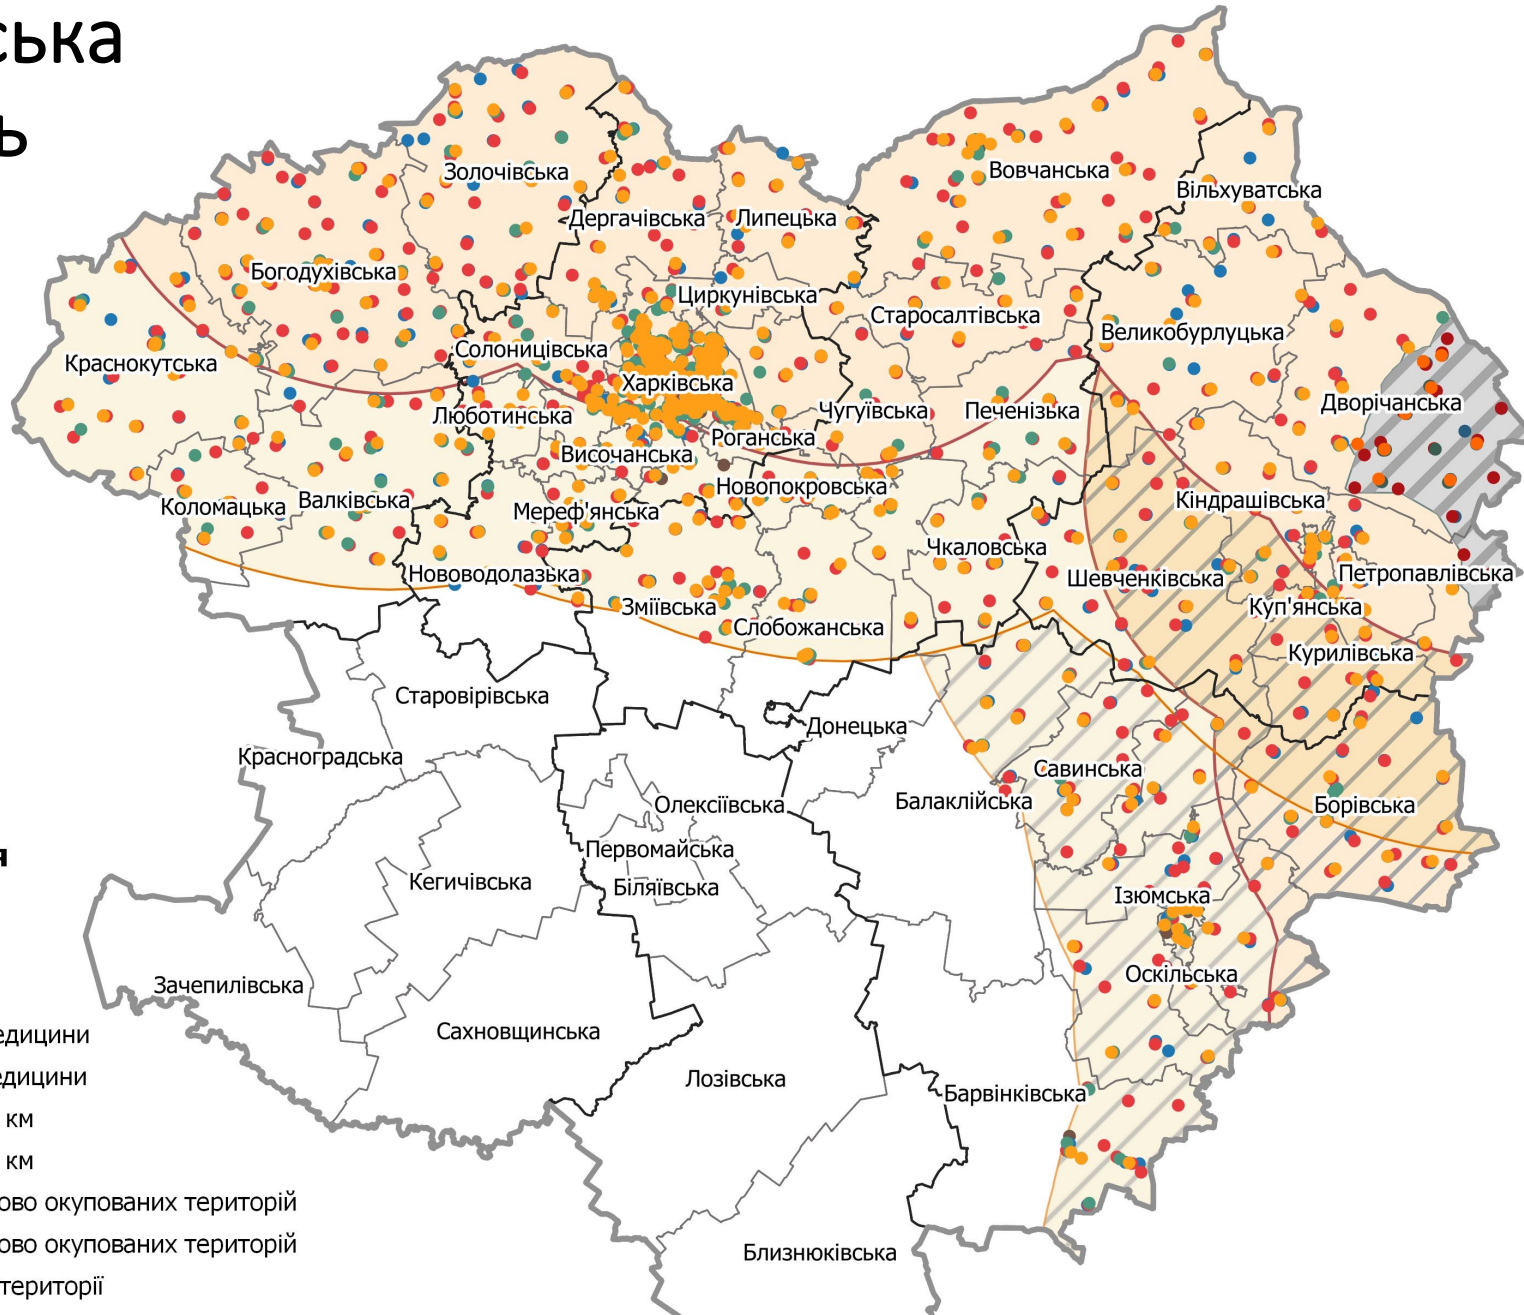 ська
ь
Золочівська
Вовчанська
Вільхуватська
Дергачівська
Липецька
Богодухівська
Циркунівська
Старосалтівська
Великобурлуцька
Солоницівська
Краснокутська
Харківська
Дворічанська
Люботинська
Чугуївська
Печенізька
Роганська
Височанська
Новопокровська
Коломацька
Валківська
Мереф'янська
Кіндрашівська
Чкаловська
Нововодолазька
Шевченківська
Петропавлівська
Зміївська
Куп'янська
Слобожанська
Курилівська
Старовірівська
Донецька
Красноградська
Савинська
Олексіївська
Балаклійська
Борівська
Первомайська
я
Кегичівська
Біляївська
Ізюмська
Оскільська
Зачепилівська
Сахновщинська
едицини
едицини
Лозівська
Барвінківська
км
км
ово окупованих територій
ово окупованих територій
Близнюківська
території